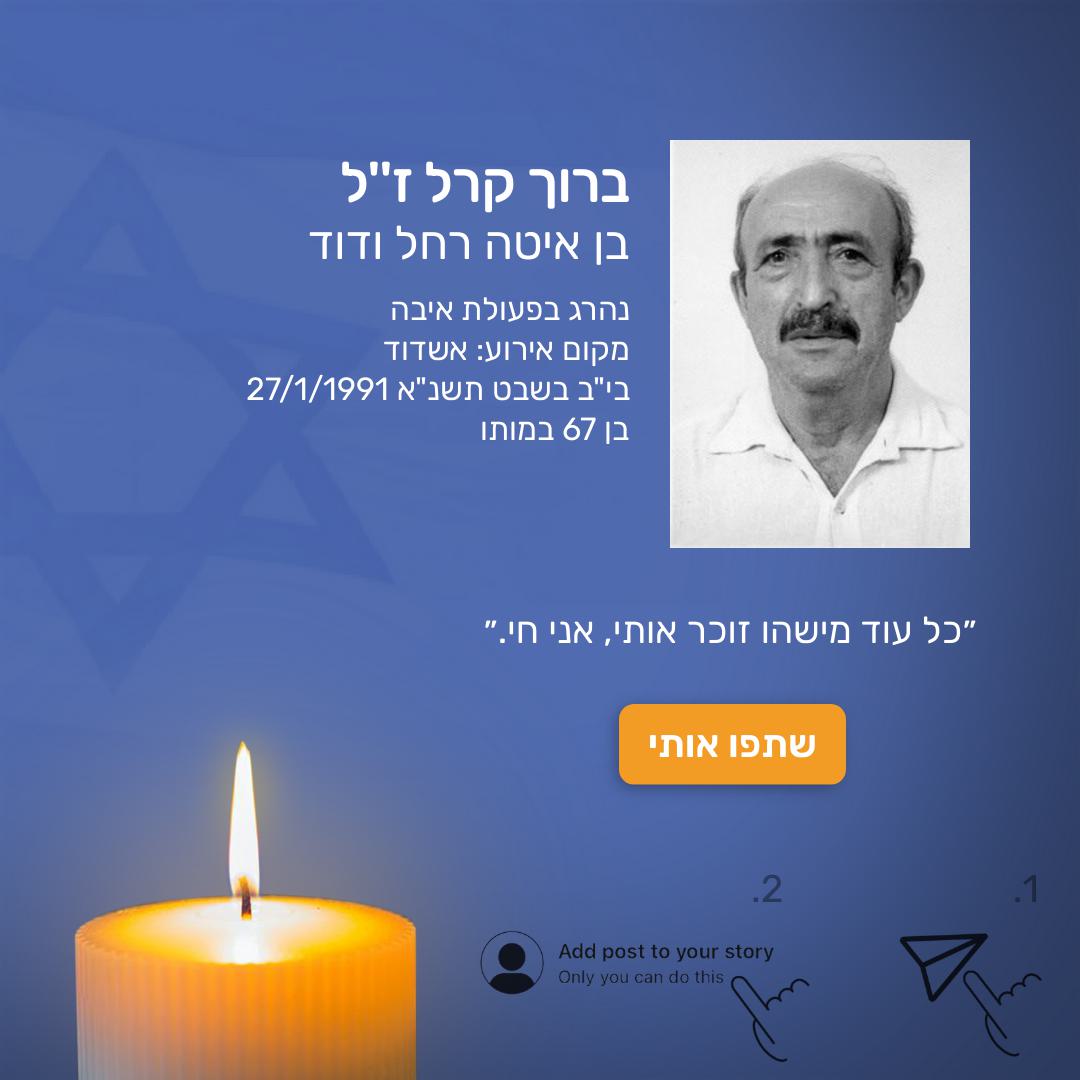 ברוך קרל ז"ל
בן איטה רחל ודוד
נהרג בפעולת איבה
מקום אירוע: אשדוד
בי"ב בשבט תשנ"א 27/1/1991
בן 67 במותו
״כל עוד מישהו זוכר אותי, אני חי.״
שתפו אותי
1.
2.
Add post to your story
Only you can do this